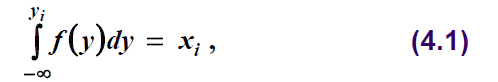 ∫_{-∞}^{y_i} f(y)dy = x_i , (4.1)